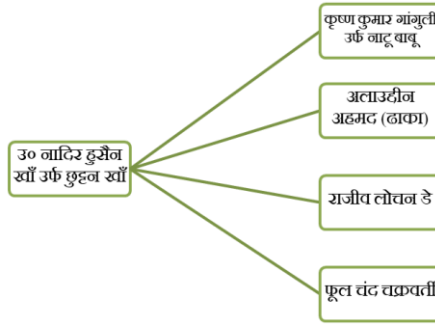 कृष्ण कुमार गांगुली
उर्फ नाटू बाबू
अलाउद्दीन
अहमद (ढाका)
उ० नादिर हुसैन
खाँ उर्फ छुट्टन खाँ
राजीव लोचन डे
फूल चंद चक्रवर्ती